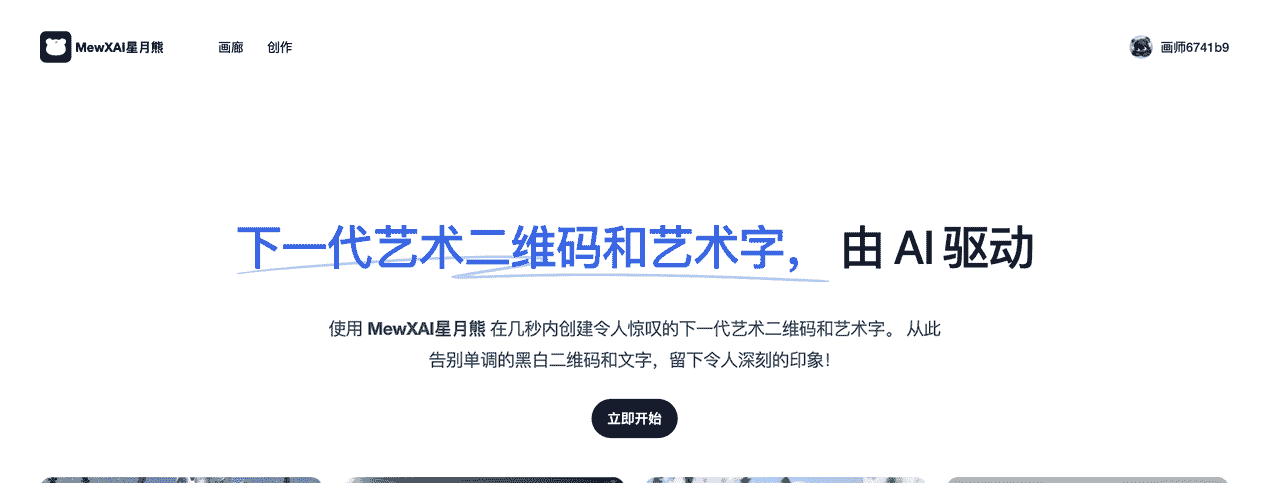 MewXAI星月熊 画廊 创作 画师6741b9
下一代艺术二维码和艺术字， 由 AI 驱动
使用 MewXAI星月熊 在几秒内创建令人惊叹的下一代艺术二维码和艺术字。 从此
告别单调的黑白二维码和文字，留下令人深刻的印象！
立即开始